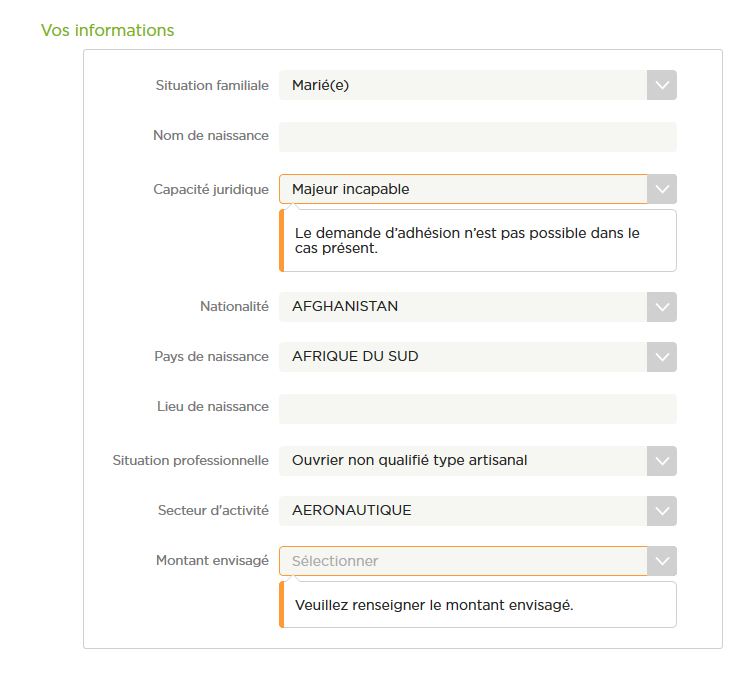 Vos informations
Situation familiale Marié(e)
Nom de naissance
Capacité juridique Majeur incapable
Le demande d'adhésion n'est pas possible dans le
cas présent.
Nationalité AFGHANISTAN
Pays de naissance AFRIQUE DU SUD
Lieu de naissance
Situation professionnelle Ouvrier non qualifié type artisanal
Secteur d'activité AERONAUTIQUE
Montant envisagé Sélectionner
Veuillez renseigner le montant envisagé.